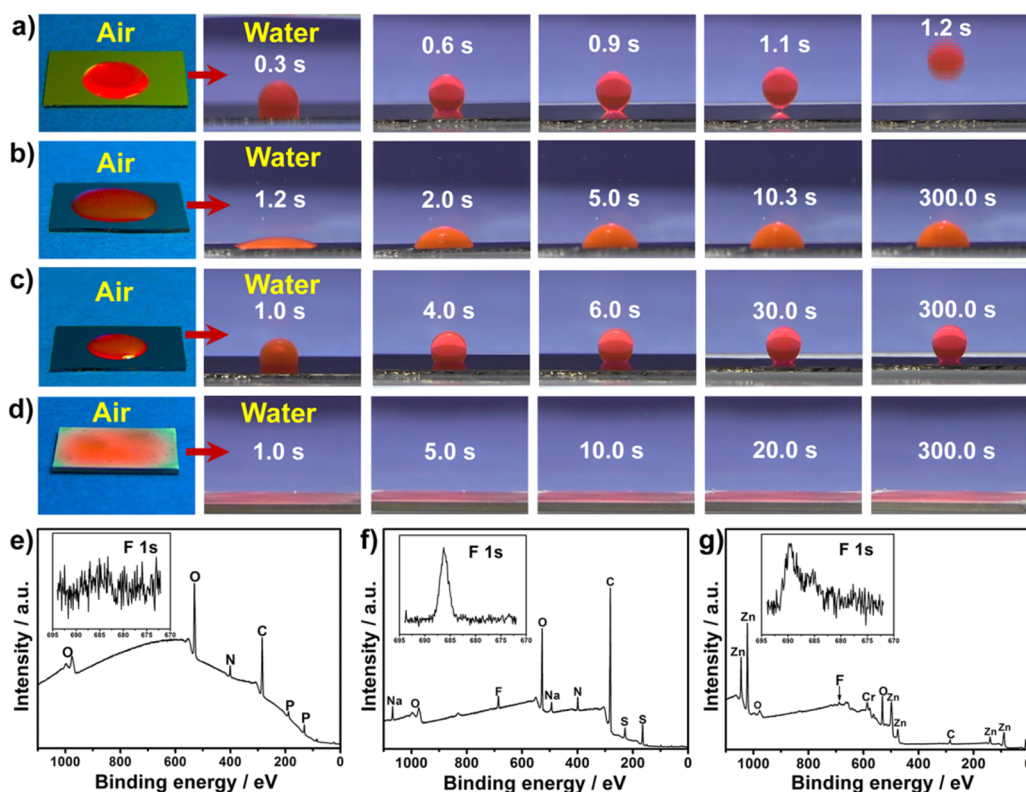 a) Air Water 0.3 s 0.6 s 0.9 s 1.1 s 1.2 s
b) Air Water 1.2 s 2.0 s 5.0 s 10.3 s 300.0 s
c) Air Water 1.0 s 4.0 s 6.0 s 30.0 s 300.0 s
d) Air Water 1.0 s 5.0 s 10.0 s 20.0 s 300.0 s
e)
F 1s
695 690 685 680 675 670
O O N C P P
Intensity / a.u.
1000 800 600 400 200 0
Binding energy / eV
f)
F 1s
695 690 685 680 675 670
Na O F O Na N C S S
Intensity / a.u.
1000 800 600 400 200 0
Binding energy / eV
g)
F 1s
695 690 685 680 675 670
Zn Zn O F Cr O Zn Zn C Zn Zn
Intensity / a.u.
1000 800 600 400 200 0
Binding energy / eV